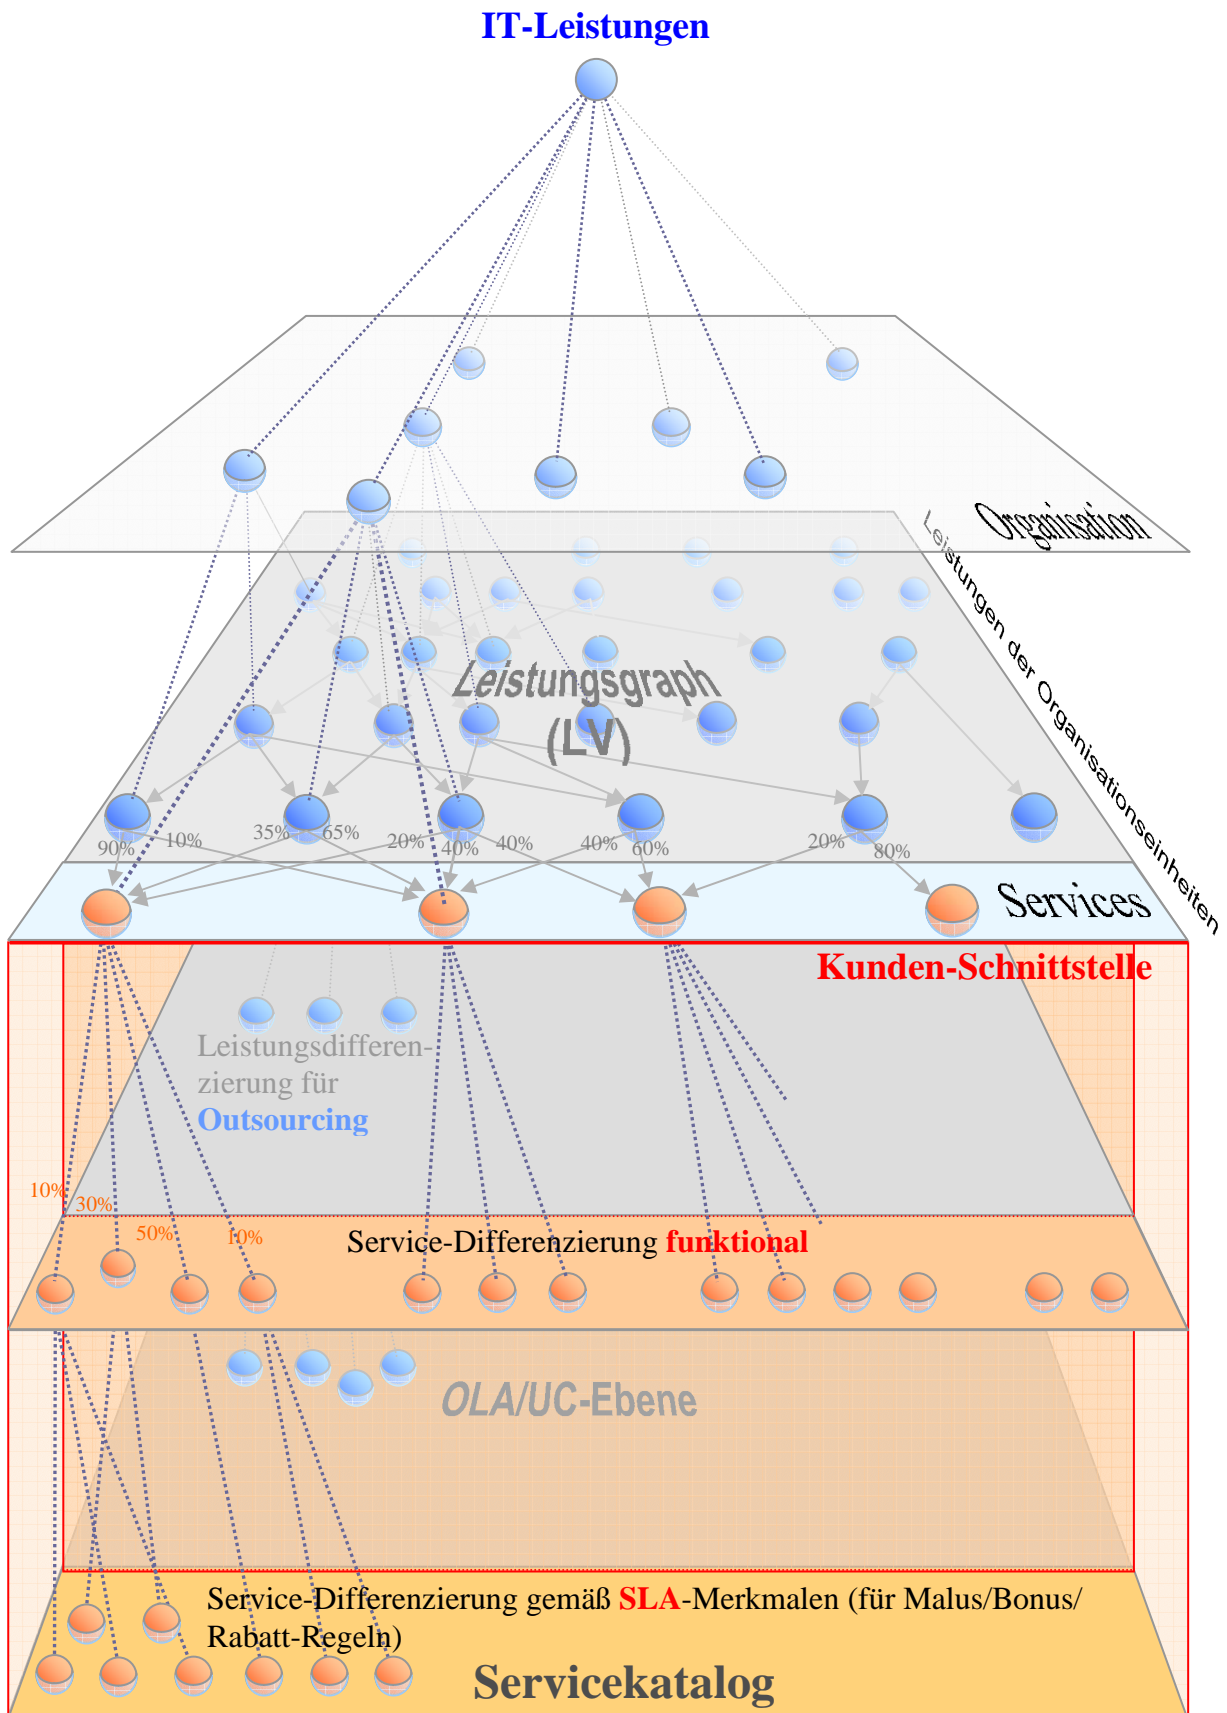 IT-Leistungen
Organisation
Leistungen der Organisationseinheiten
Leistungsgraph
(LV)
90%
10%
35%
65%
20%
40%
40%
40%
60%
20%
80%
Services
Kunden-Schnittstelle
Leistungsdifferen-
zierung für
Outsourcing
10%
30%
50%
10%
Service-Differenzierung funktional
OLA/UC-Ebene
Service-Differenzierung gemäß SLA-Merkmalen (für Malus/Bonus/
Rabatt-Regeln)
Servicekatalog